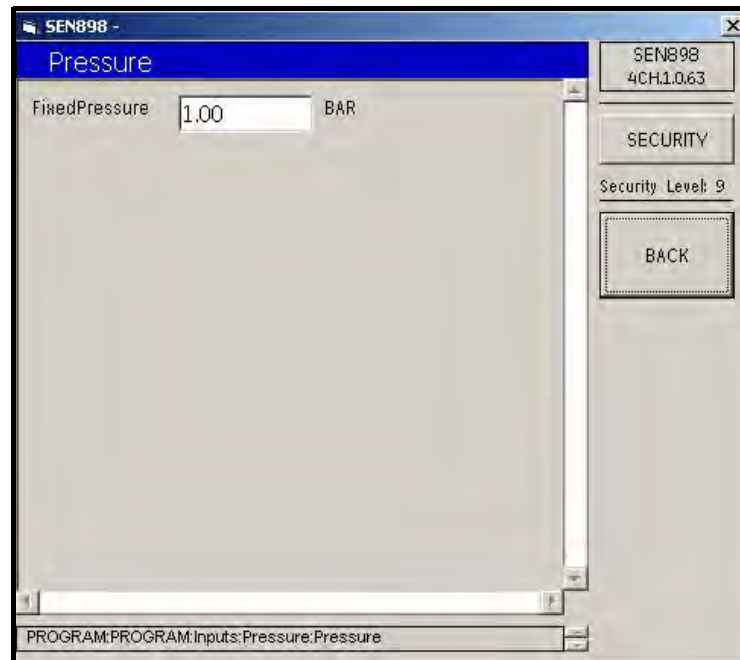 SEN898 -
Pressure
FixedPressure 1.00 BAR
SEN898
4CH.1.0.63
SECURITY
Security Level: 9
BACK
PROGRAM:PROGRAM:Inputs:Pressure:Pressure